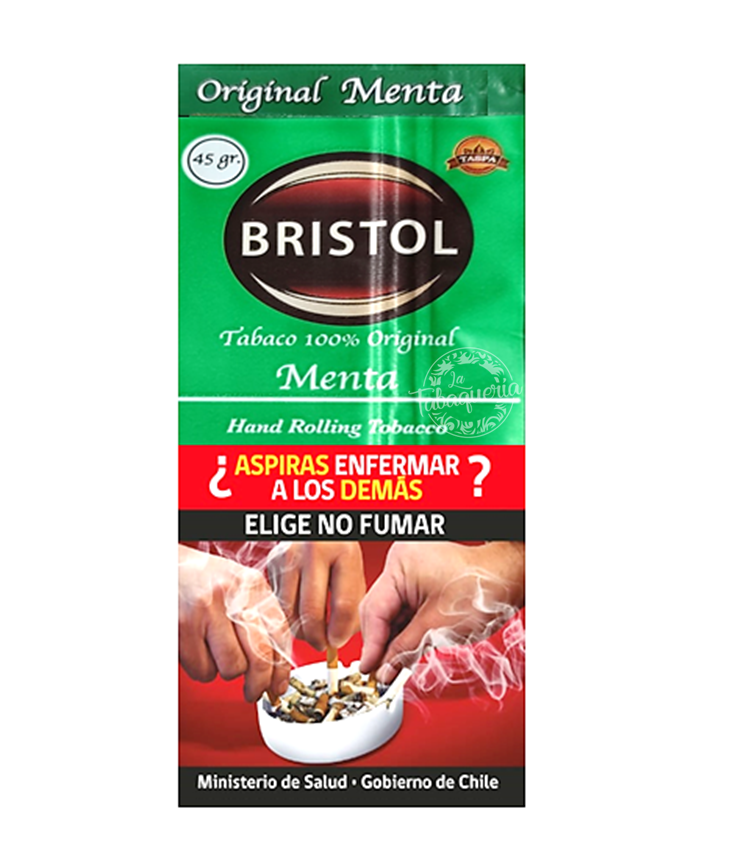 Original Menta
45 gr.
TASPA
BRISTOL
Tabaco 100% Original
Menta
La
Tabaquería
Hand Rolling Tobacco
¿ASPIRAS ENFERMAR
A LOS DEMÁS?
ELIGE NO FUMAR
Ministerio de Salud • Gobierno de Chile